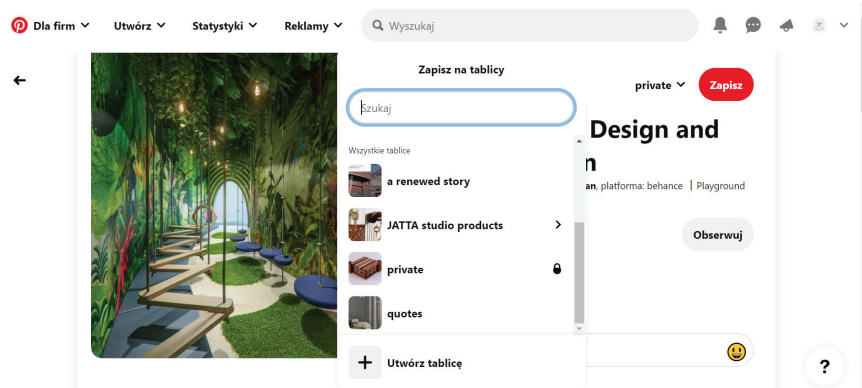 Dla firm
Utwórz
Statystyki
Reklamy
Wyszukaj
Zapisz na tablicy
Szukaj
Wszystkie tablice
a renewed story
JATTA studio products
private
quotes
Utwórz tablicę
private
Zapisz
Design and
an, platforma: behance | Playground
Obserwuj
?